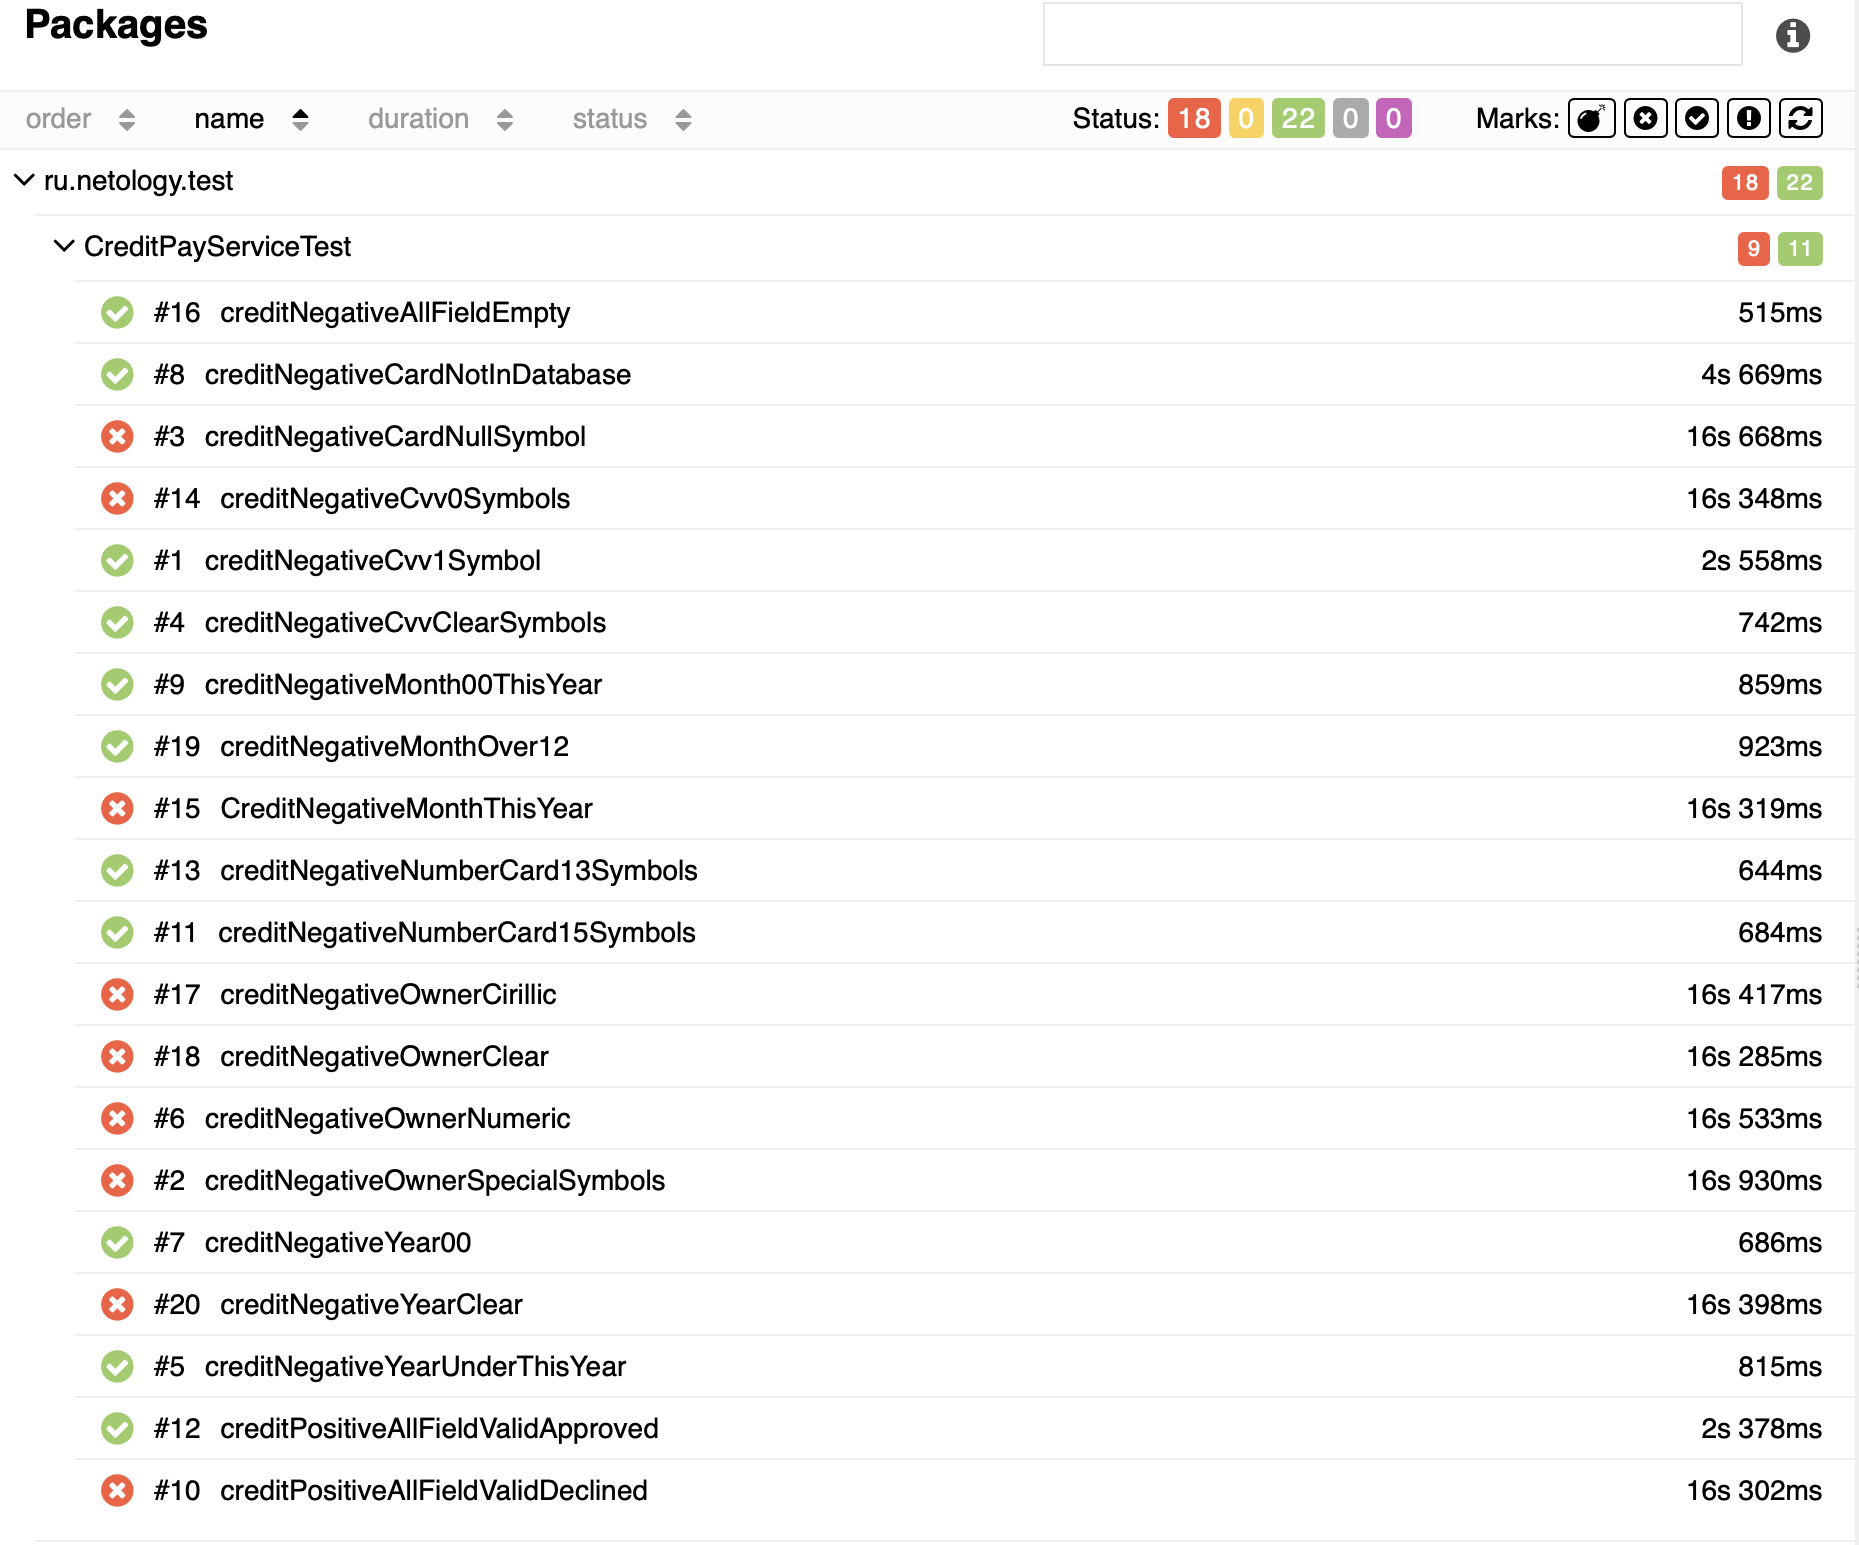 Packages
order name duration status Status: 18 0 22 0 0 Marks:
ru.netology.test 18 22
CreditPayServiceTest 9 11
#16 creditNegativeAllFieldEmpty 515ms
#8 creditNegativeCardNotInDatabase 4s 669ms
#3 creditNegativeCardNullSymbol 16s 668ms
#14 creditNegativeCvv0Symbols 16s 348ms
#1 creditNegativeCvv1Symbol 2s 558ms
#4 creditNegativeCvvClearSymbols 742ms
#9 creditNegativeMonth00ThisYear 859ms
#19 creditNegativeMonthOver12 923ms
#15 CreditNegativeMonthThisYear 16s 319ms
#13 creditNegativeNumberCard13Symbols 644ms
#11 creditNegativeNumberCard15Symbols 684ms
#17 creditNegativeOwnerCirillic 16s 417ms
#18 creditNegativeOwnerClear 16s 285ms
#6 creditNegativeOwnerNumeric 16s 533ms
#2 creditNegativeOwnerSpecialSymbols 16s 930ms
#7 creditNegativeYear00 686ms
#20 creditNegativeYearClear 16s 398ms
#5 creditNegativeYearUnderThisYear 815ms
#12 creditPositiveAllFieldValidApproved 2s 378ms
#10 creditPositiveAllFieldValidDeclined 16s 302ms